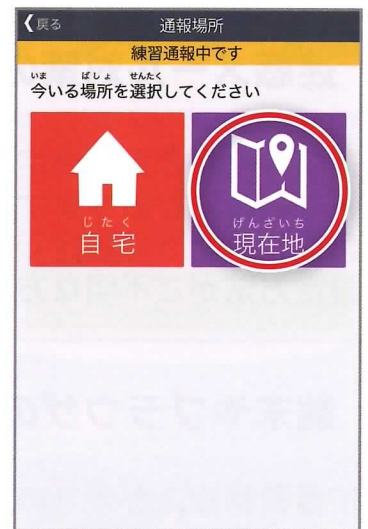 戻る
通報場所
練習通報中です
いま ばしょ せんたく
今いる場所を選択してください
じたく
自宅
げんざいち
現在地